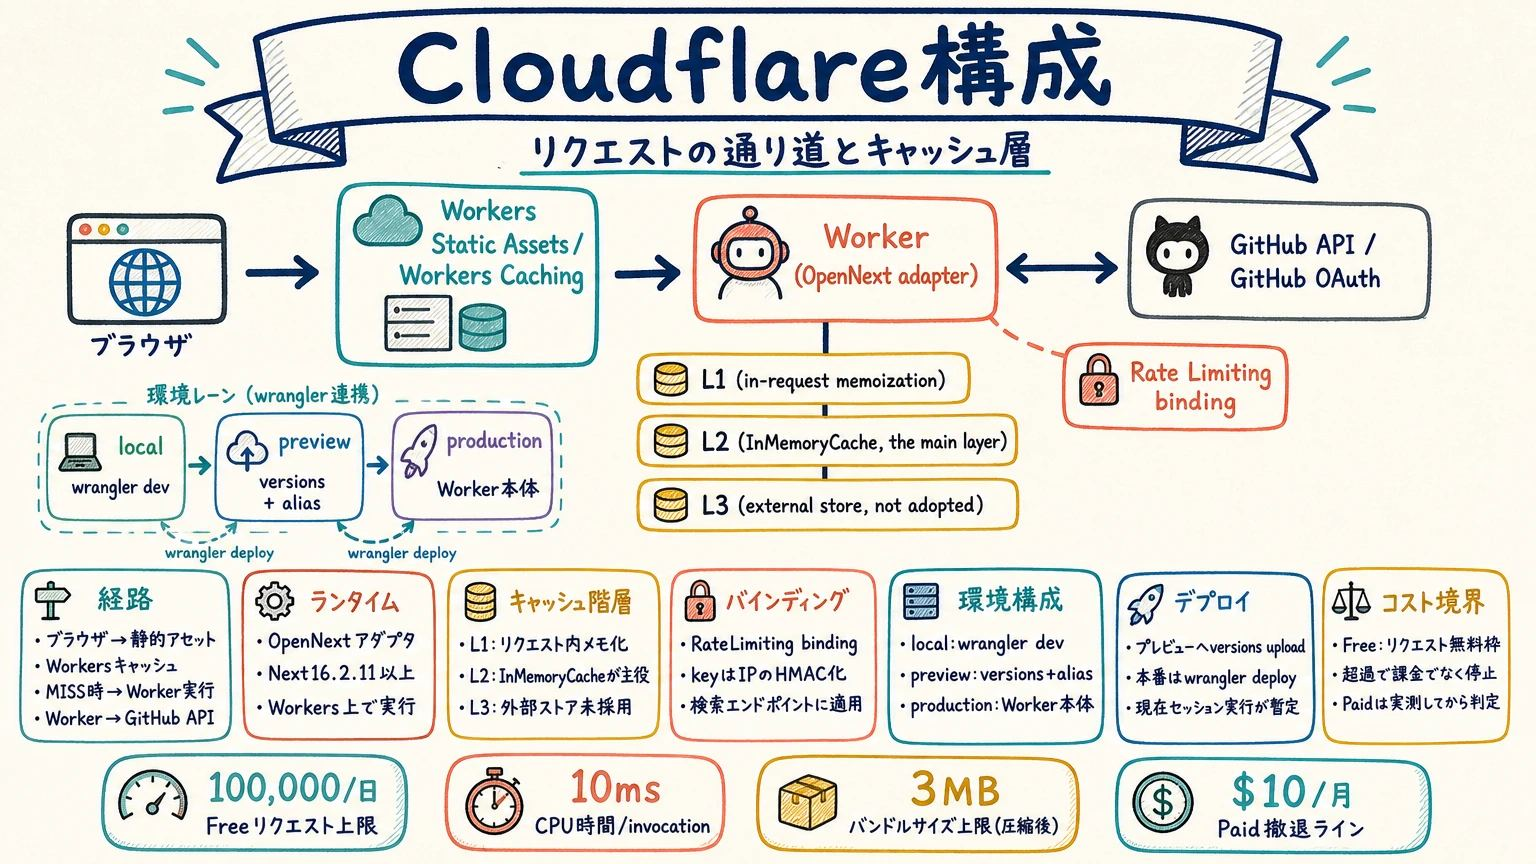 Cloudflare構成
リクエストの通り道とキャッシュ層
ブラウザ
Workers
Static Assets /
Workers Caching
Worker
(OpenNext adapter)
GitHub API /
GitHub OAuth
Rate Limiting
binding
L1 (in-request memoization)
L2 (InMemoryCache, the main layer)
L3 (external store, not adopted)
環境レーン (wrangler連携)
local
wrangler dev
preview
versions
+ alias
production
Worker本体
wrangler deploy
wrangler deploy
経路
・ブラウザ→静的アセット
・Workersキャッシュ
・MISS時→Worker実行
・Worker→GitHub API
ランタイム
・OpenNext アダプタ
・Next16.2.11以上
・Workers上で実行
キャッシュ階層
・L1:リクエスト内メモ化
・L2:InMemoryCacheが主役
・L3:外部ストア未採用
バインディング
・RateLimiting binding
・keyはIPのHMAC化
・検索エンドポイントに適用
環境構成
・local:wrangler dev
・preview:versions+alias
・production:Worker本体
デプロイ
・プレビューへversions upload
・本番はwrangler deploy
・現在セッション実行が暫定
コスト境界
・Free:リクエスト無料枠
・超過で課金でなく停止
・Paidは実測してから判定
100,000/日
Freeリクエスト上限
10ms
CPU時間/invocation
3MB
バンドルサイズ上限(圧縮後)
$10/月
Paid撤退ライン